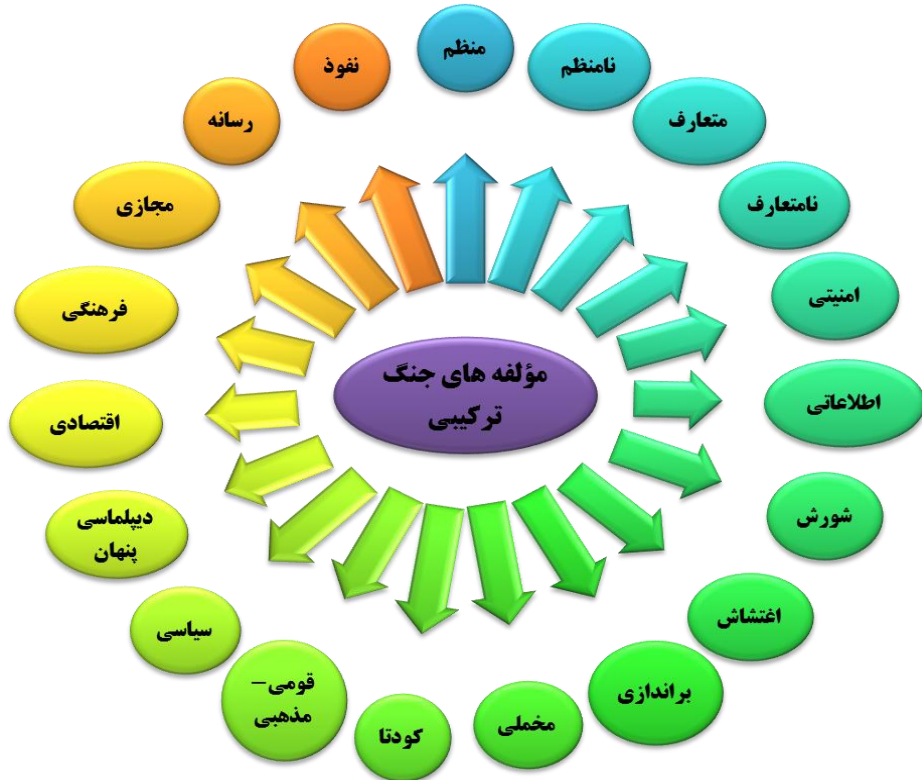 مؤلفه های جنگ
ترکیبی
منظم
نامنظم
متعارف
نامتعارف
امنیتی
اطلاعاتی
شورش
اغتشاش
براندازی
مخملی
کودتا
قومی–
مذهبی
سیاسی
دیپلماسی
پنهان
اقتصادی
فرهنگی
مجازی
رسانه
نفوذ